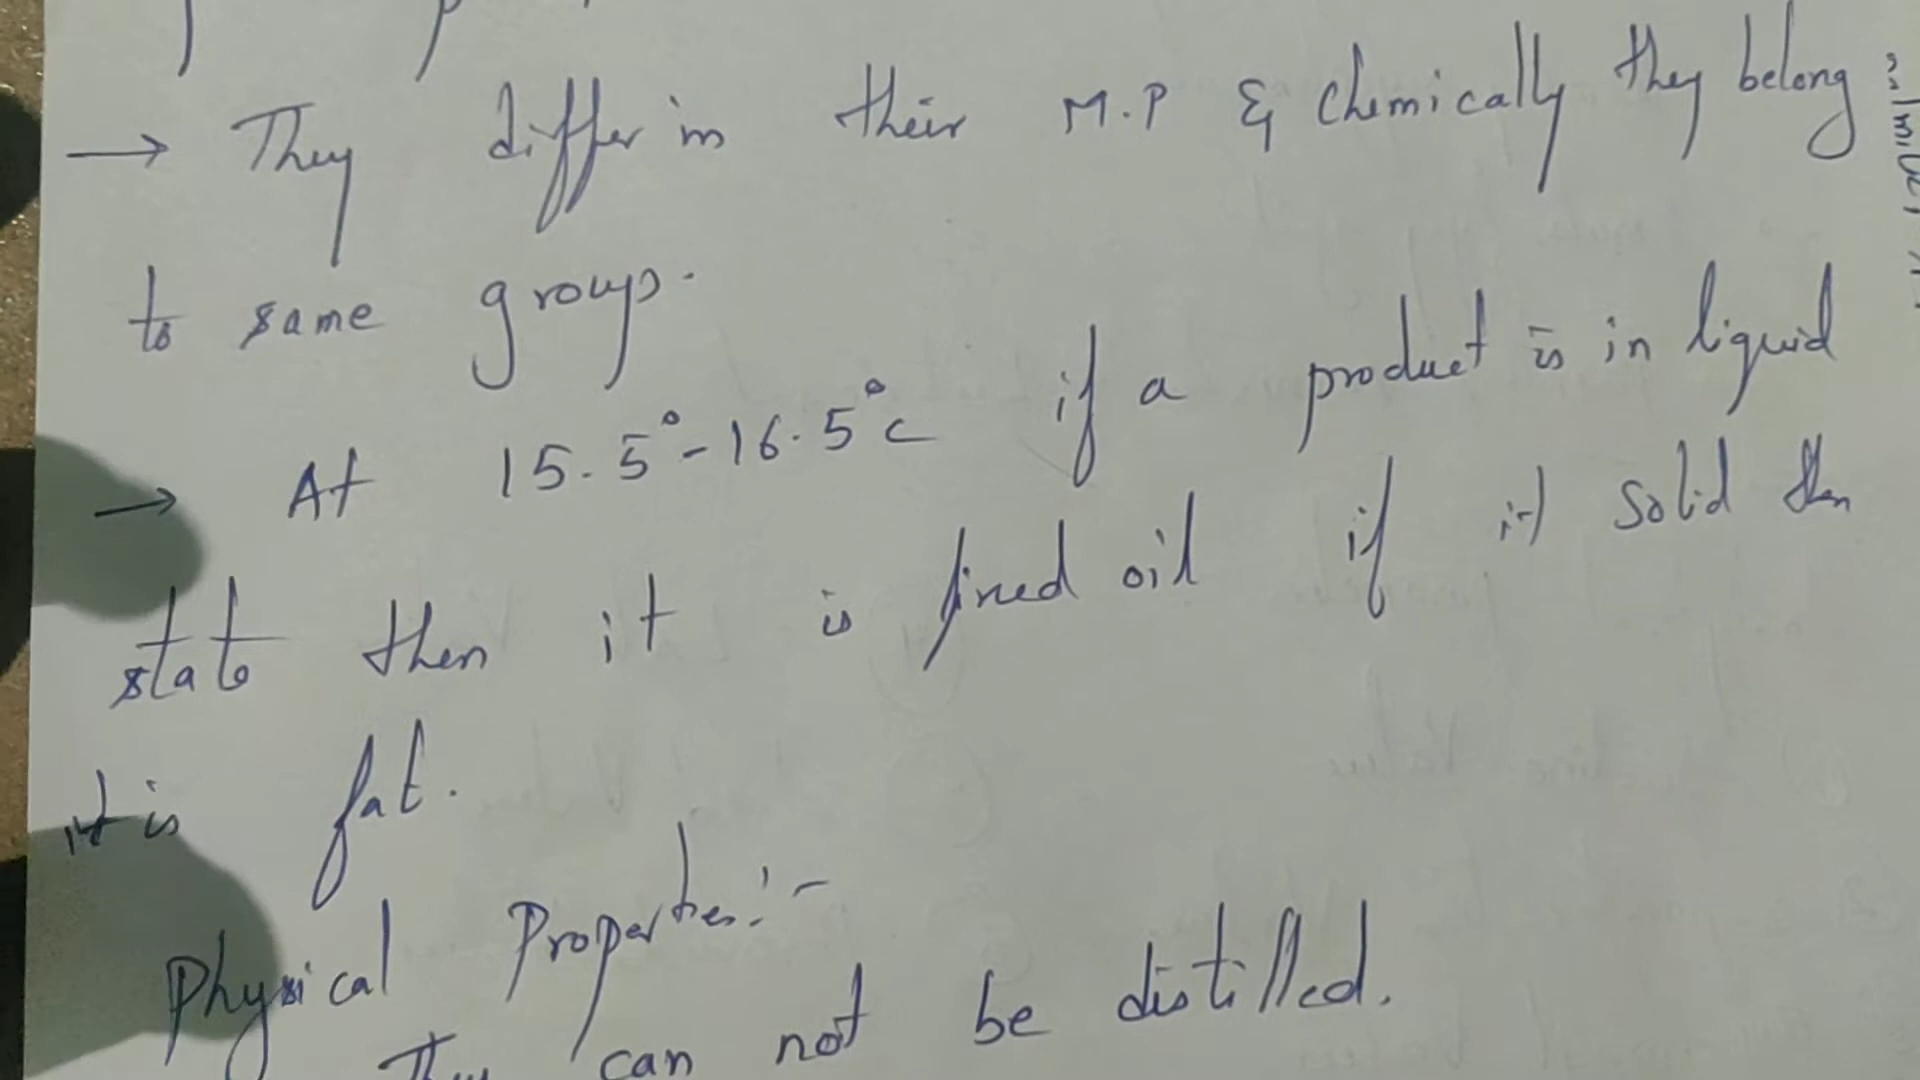 → They differ in their M.P & chemically they belong
to same group.
→ At 15.5°-16.5°c if a product is in liquid
state then it is fixed oil if it solid then
it is fat.
Physical Properties:-
They can not be distilled.